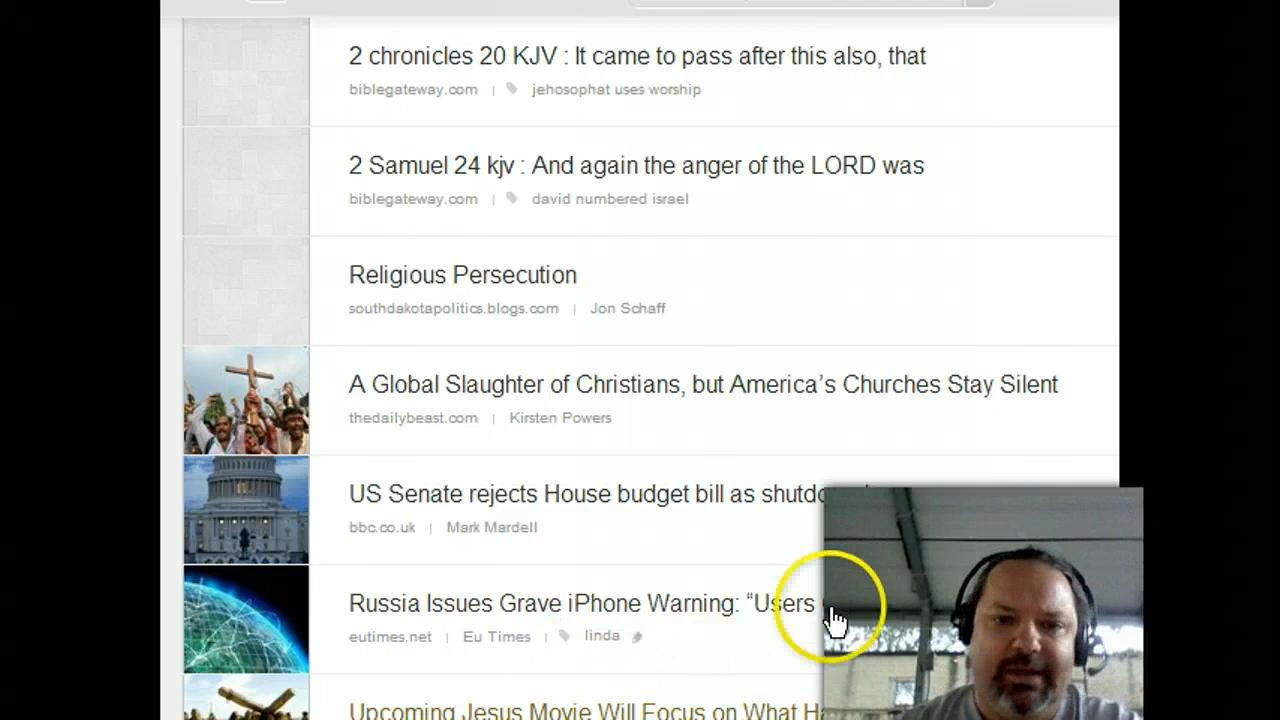 2 chronicles 20 KJV : It came to pass after this also, that
biblegateway.com | jehosophat uses worship
2 Samuel 24 kjv : And again the anger of the LORD was
biblegateway.com | david numbered israel
Religious Persecution
southdakotapolitics.blogs.com | Jon Schaff
A Global Slaughter of Christians, but America’s Churches Stay Silent
thedailybeast.com | Kirsten Powers
US Senate rejects House budget bill as
bbc.co.uk | Mark Mardell
Russia Issues Grave iPhone Warning: “Users
eutimes.net | Eu Times | linda
Upcoming Jesus Movie Will Focus on What